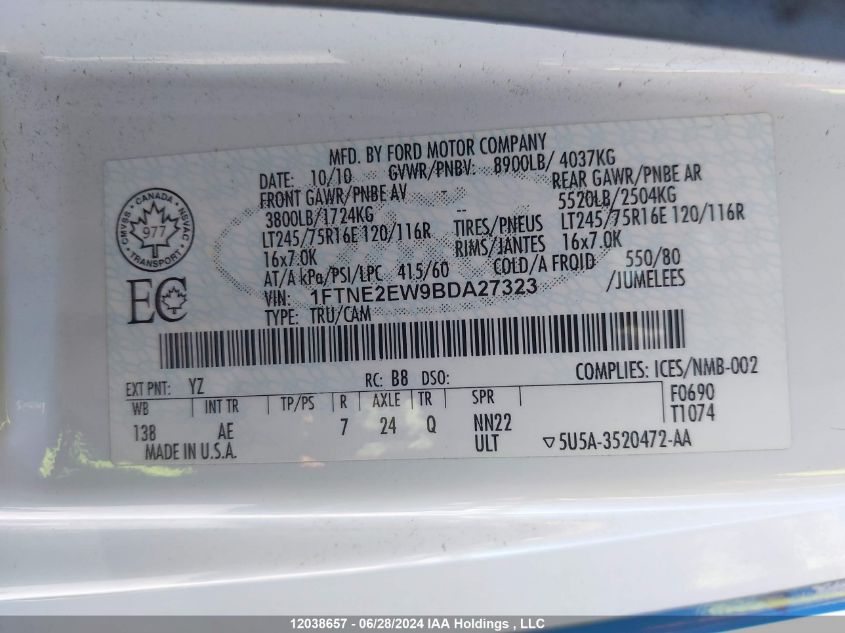 MFD. BY FORD MOTOR COMPANY
DATE: 10/10 GVWR/PNBV: 8900LB/ 4037KG
FRONT GAWR/PNBE AV - REAR GAWR/PNBE AR
3800LB/1724KG -- 5520LB/2504KG
LT245/75R16E 120/116R TIRES/PNEUS LT245/75R16E 120/116R
16x7.0K RIMS/JANTES 16x7.0K
AT/A kPa/PSI/LPC 415/60 COLD/A FROID 550/80
VIN: 1FTNE2EW9BDA27323 /JUMELEES
TYPE: TRU/CAM
CMVSS · CANADA · NSVAC · TRANSPORT
977
EC
EXT PNT: YZ RC: B8 DSO: COMPLIES: ICES/NMB-002
WB INT TR TP/PS R AXLE TR SPR F0690
T1074
138 AE 7 24 Q NN22
MADE IN U.S.A. ULT 5U5A-3520472-AA
12038657 - 06/28/2024 IAA Holdings , LLC